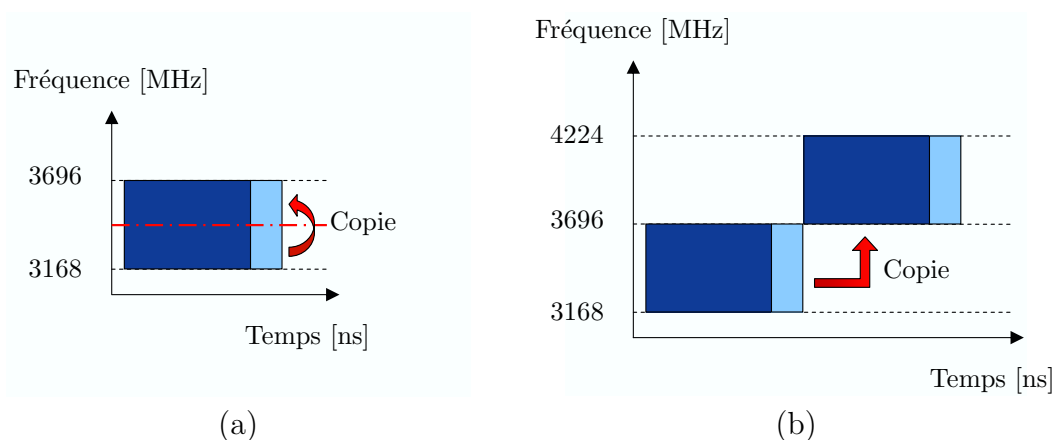 Fréquence [MHz]
3696
3168
Copie
Temps [ns]
(a)
Fréquence [MHz]
4224
3696
3168
Copie
Temps [ns]
(b)